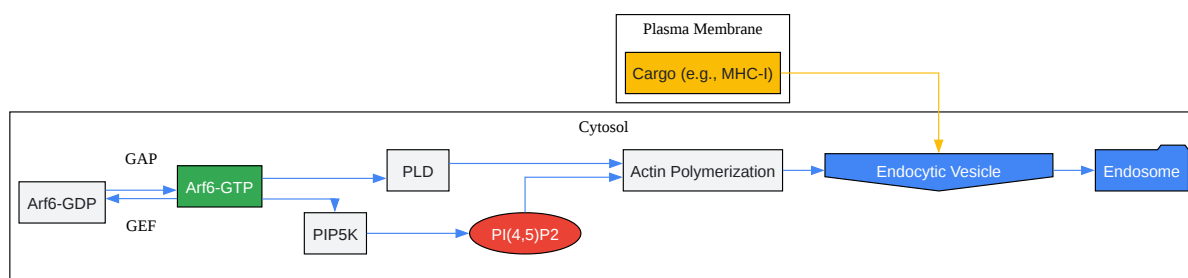 Plasma Membrane
Cargo (e.g., MHC-I)
Cytosol
GAP
Arf6-GDP
GEF
Arf6-GTP
PLD
PIP5K
PI(4,5)P2
Actin Polymerization
Endocytic Vesicle
Endosome